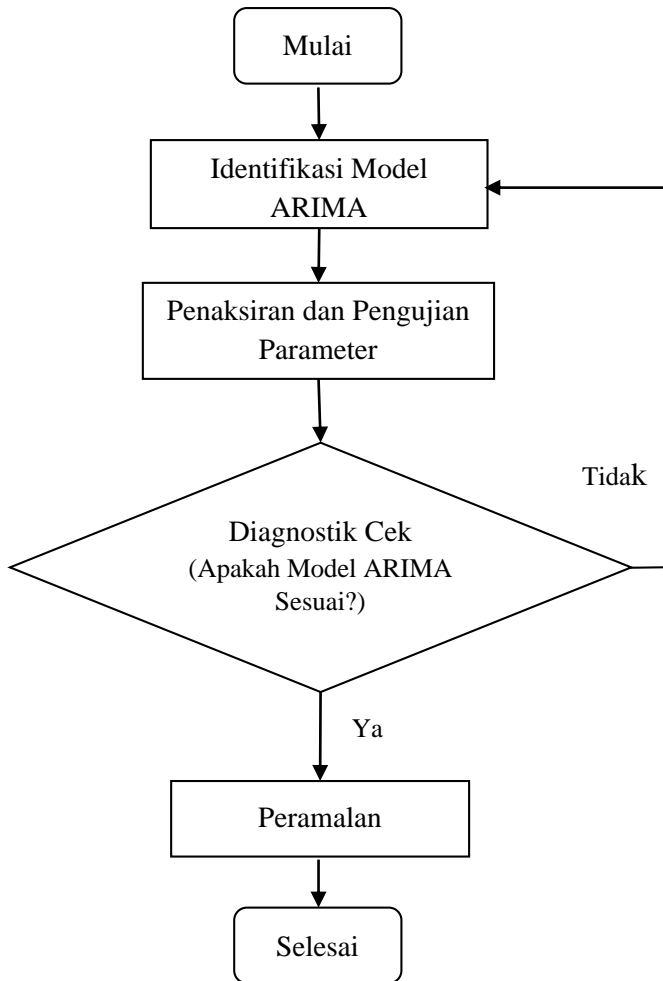 Mulai
Identifikasi Model
ARIMA
Penaksiran dan Pengujian
Parameter
Tidak
Diagnostik Cek
(Apakah Model ARIMA
Sesuai?)
Ya
Peramalan
Selesai